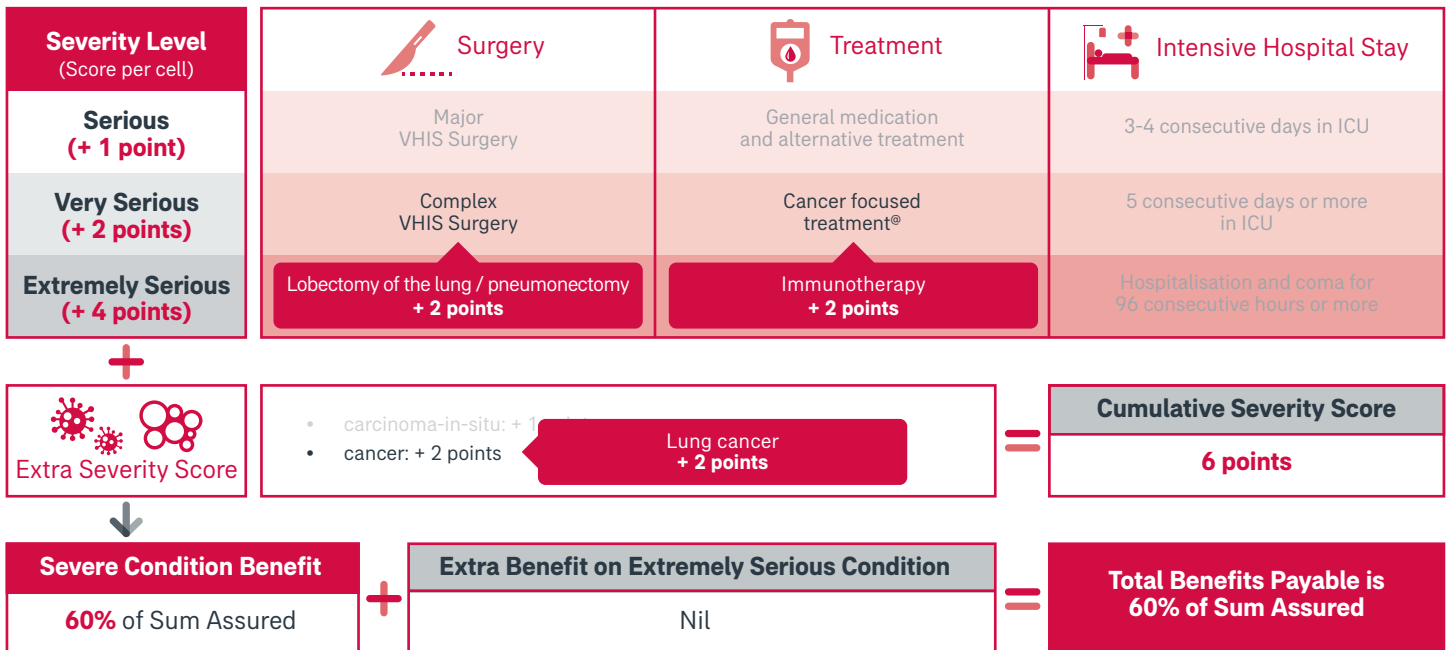 Severity Level
(Score per cell)
Surgery
Treatment
Intensive Hospital Stay
Serious
(+ 1 point)
Major
VHIS Surgery
General medication
and alternative treatment
3-4 consecutive days in ICU
Very Serious
(+ 2 points)
Complex
VHIS Surgery
Cancer focused
treatment@
5 consecutive days or more
in ICU
Extremely Serious
(+ 4 points)
Lobectomy of the lung / pneumonectomy
+ 2 points
Immunotherapy
+ 2 points
Hospitalisation and coma for
96 consecutive hours or more
+
Extra Severity Score
• carcinoma-in-situ: + 1
• cancer: + 2 points
Lung cancer
+ 2 points
=
Cumulative Severity Score
6 points
Severe Condition Benefit
60% of Sum Assured
+
Extra Benefit on Extremely Serious Condition
Nil
=
Total Benefits Payable is
60% of Sum Assured